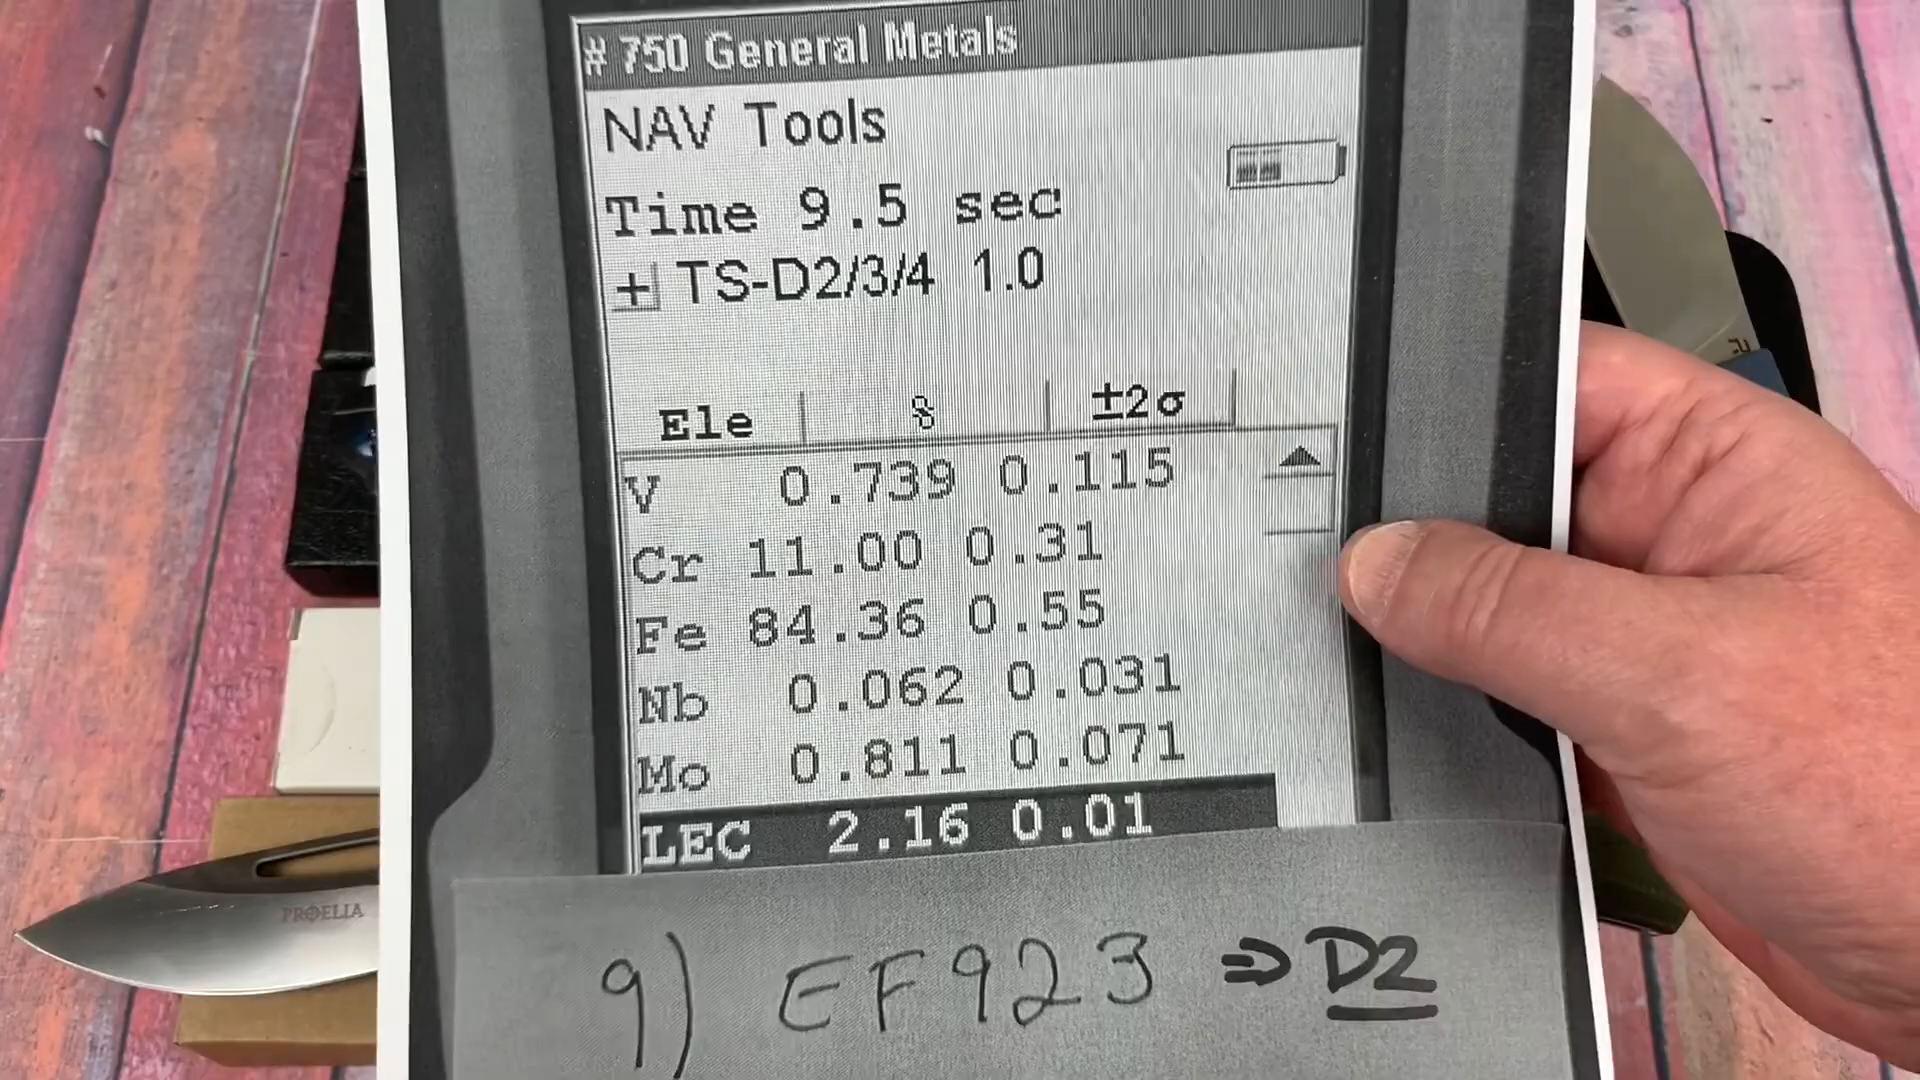 # 750 General Metals
NAV Tools
Time 9.5 sec
+ TS-D2/3/4 1.0
Ele % ±2σ
V 0.739 0.115
Cr 11.00 0.31
Fe 84.36 0.55
Nb 0.062 0.031
Mo 0.811 0.071
LEC 2.16 0.01
9) EF923 ⇒ D2
PROELIA